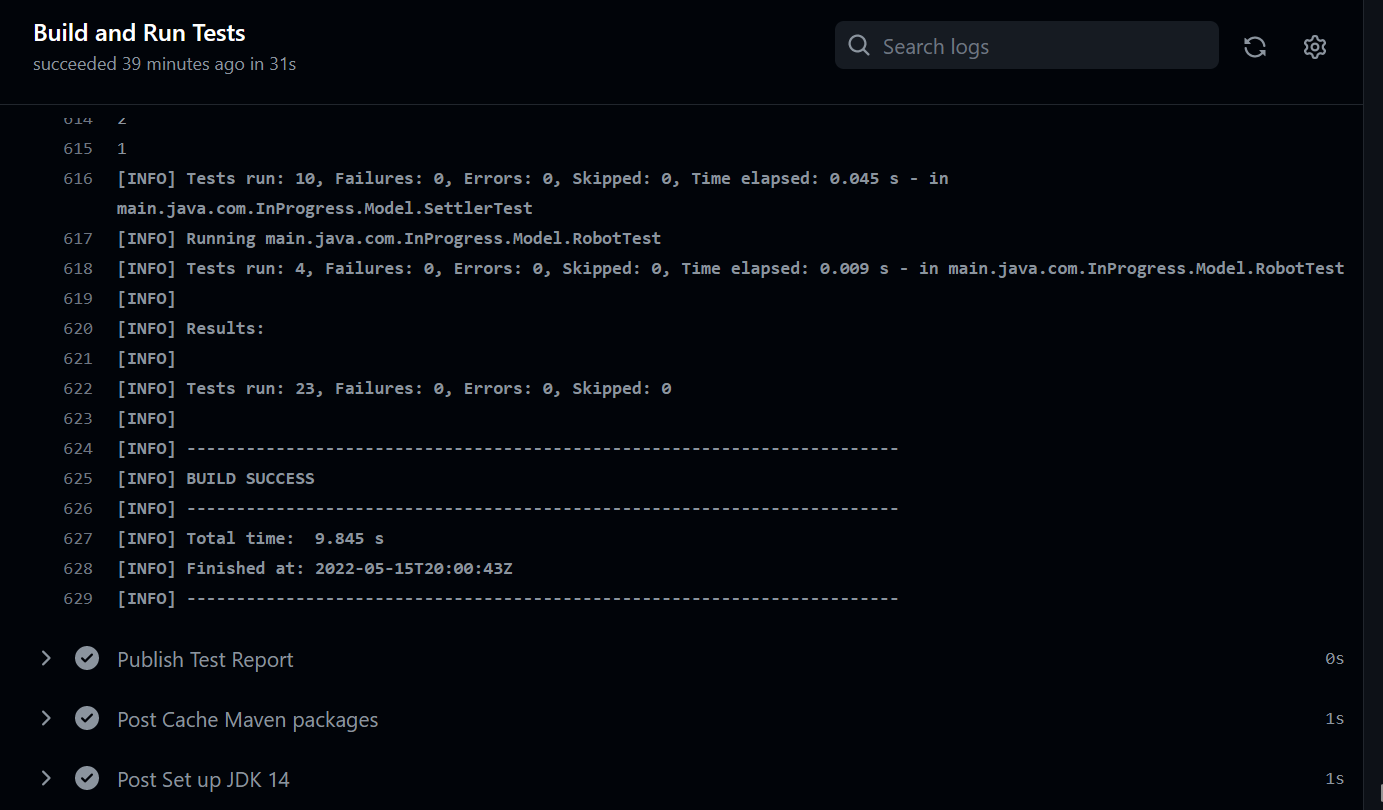 Build and Run Tests
succeeded 39 minutes ago in 31s
Search logs
614 2
615 1
616 [INFO] Tests run: 10, Failures: 0, Errors: 0, Skipped: 0, Time elapsed: 0.045 s - in
main.java.com.InProgress.Model.SettlerTest
617 [INFO] Running main.java.com.InProgress.Model.RobotTest
618 [INFO] Tests run: 4, Failures: 0, Errors: 0, Skipped: 0, Time elapsed: 0.009 s - in main.java.com.InProgress.Model.RobotTest
619 [INFO]
620 [INFO] Results:
621 [INFO]
622 [INFO] Tests run: 23, Failures: 0, Errors: 0, Skipped: 0
623 [INFO]
624 [INFO] ------------------------------------------------------------------------
625 [INFO] BUILD SUCCESS
626 [INFO] ------------------------------------------------------------------------
627 [INFO] Total time:  9.845 s
628 [INFO] Finished at: 2022-05-15T20:00:43Z
629 [INFO] ------------------------------------------------------------------------
Publish Test Report 0s
Post Cache Maven packages 1s
Post Set up JDK 14 1s